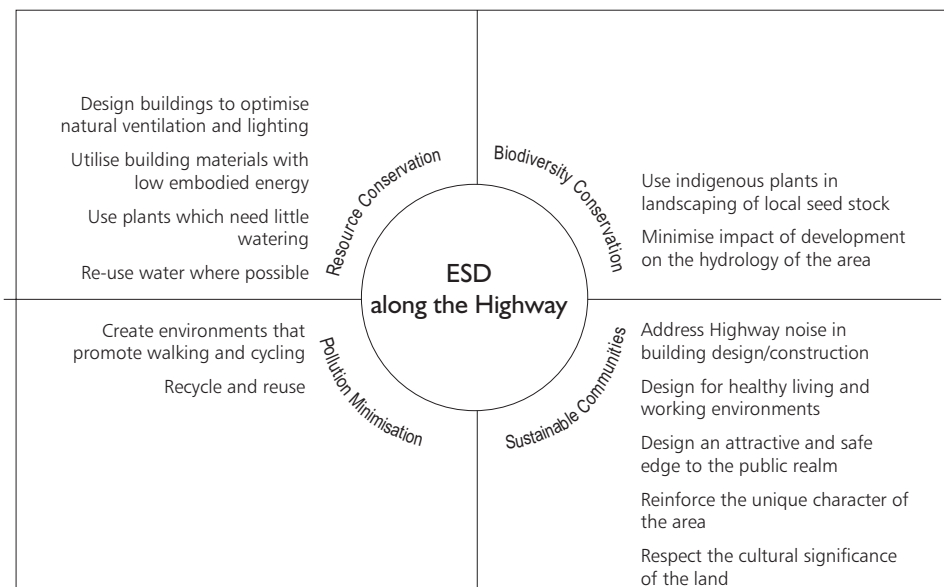 Design buildings to optimise
natural ventilation and lighting
Utilise building materials with
low embodied energy
Use plants which need little
watering
Re-use water where possible
Resource Conservation
Biodiversity Conservation
Use indigenous plants in
landscaping of local seed stock
Minimise impact of development
on the hydrology of the area
ESD
along the Highway
Create environments that
promote walking and cycling
Recycle and reuse
Pollution Minimisation
Sustainable Communities
Address Highway noise in
building design/construction
Design for healthy living and
working environments
Design an attractive and safe
edge to the public realm
Reinforce the unique character of
the area
Respect the cultural significance
of the land